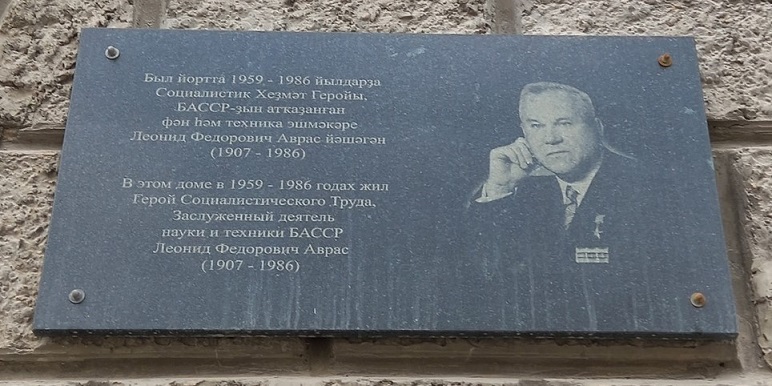 Был йортта 1959 - 1986 йылдарҙа
Социалистик Хеҙмәт Геройы,
БАССР-ҙың атҡаҙанған
фән һәм техника эшмәкәре
Леонид Федорович Аврас йәшәгән
(1907 - 1986)
В этом доме в 1959 - 1986 годах жил
Герой Социалистического Труда,
Заслуженный деятель
науки и техники БАССР
Леонид Федорович Аврас
(1907 - 1986)